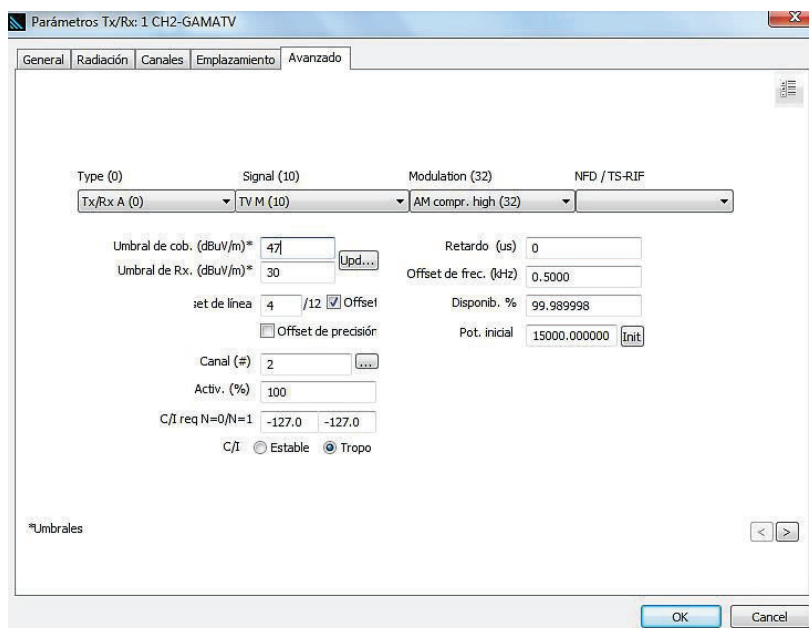 Parámetros Tx/Rx: 1 CH2-GAMATV
General Radiación Canales Emplazamiento Avanzado
Type (0) Signal (10) Modulation (32) NFD / TS-RIF
Tx/Rx A (0) TV M (10) AM compr. high (32)
Umbral de cob. (dBuV/m)* 47 Retardo (us) 0
Umbral de Rx. (dBuV/m)* 30 Upd... Offset de frec. (kHz) 0.5000
set de línea 4 /12 Offset Disponib. % 99.989998
Offset de precisión Pot. inicial 15000.000000 Init
Canal (#) 2 ...
Activ. (%) 100
C/I req N=0/N=1 -127.0 -127.0
C/I Estable Tropo
*Umbrales < >
OK Cancel